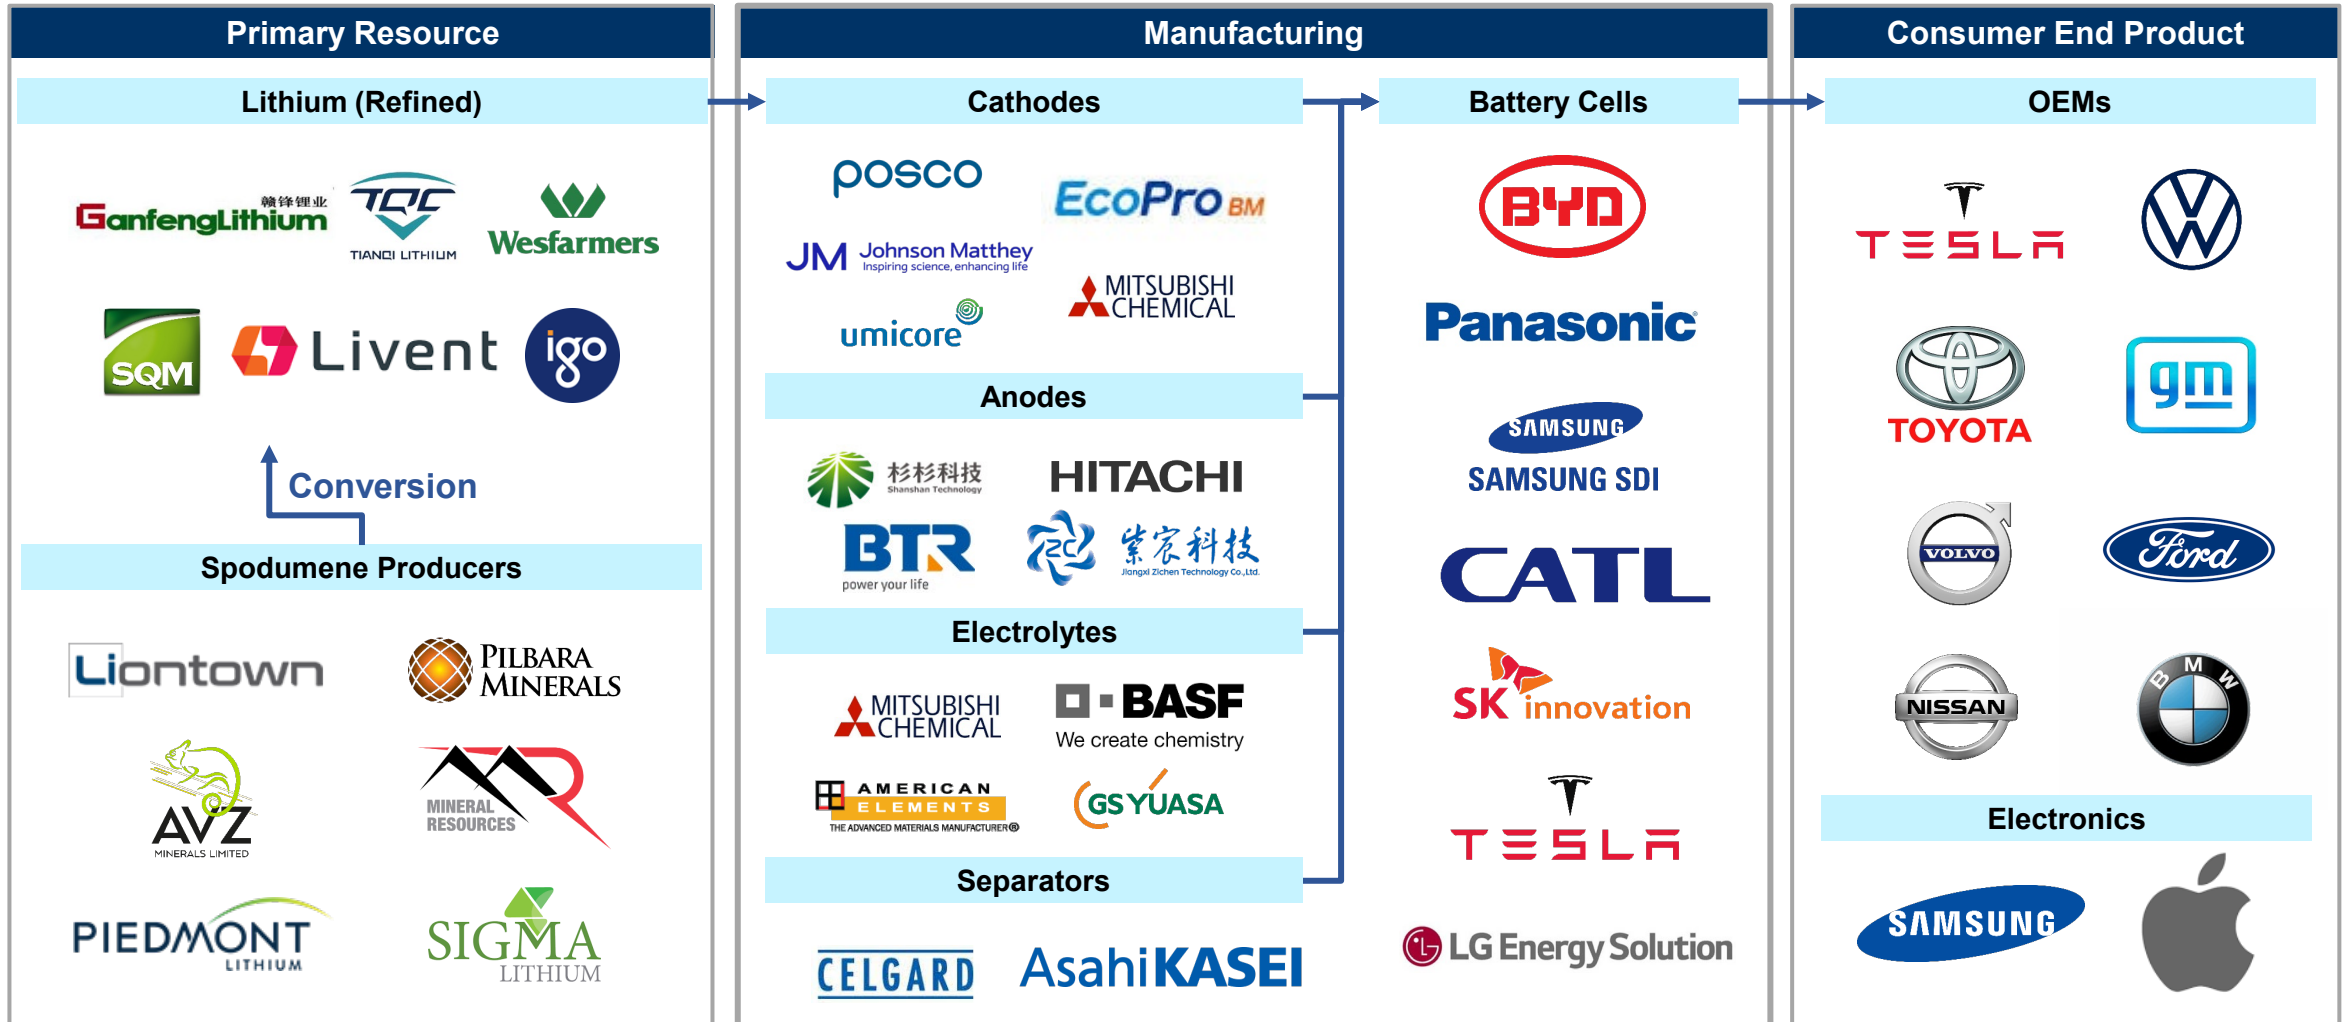 Primary Resource
Lithium (Refined)
赣锋锂业
GanfengLithium
TQC
TIANQI LITHIUM
Wesfarmers
SQM
Livent
igo
Conversion
Spodumene Producers
Liontown
PILBARA
MINERALS
AVZ
MINERALS LIMITED
MINERAL
RESOURCES
PIEDMONT
LITHIUM
SIGMA
LITHIUM
Manufacturing
Cathodes
posco
EcoPro BM
JM Johnson Matthey
Inspiring science, enhancing life
MITSUBISHI
CHEMICAL
umicore
Anodes
杉杉科技
Shanshan Technology
HITACHI
BTR
power your life
ZC
紫宸科技
Jiangxi Zichen Technology Co.,Ltd.
Electrolytes
MITSUBISHI
CHEMICAL
BASF
We create chemistry
AMERICAN
ELEMENTS
THE ADVANCED MATERIALS MANUFACTURER®
GS YUASA
Separators
CELGARD
AsahiKASEI
Battery Cells
BYD
Panasonic
SAMSUNG
SAMSUNG SDI
CATL
SK innovation
TESLA
LG LG Energy Solution
Consumer End Product
OEMs
TESLA
VW
TOYOTA
gm
VOLVO
Ford
NISSAN
BMW
Electronics
SAMSUNG